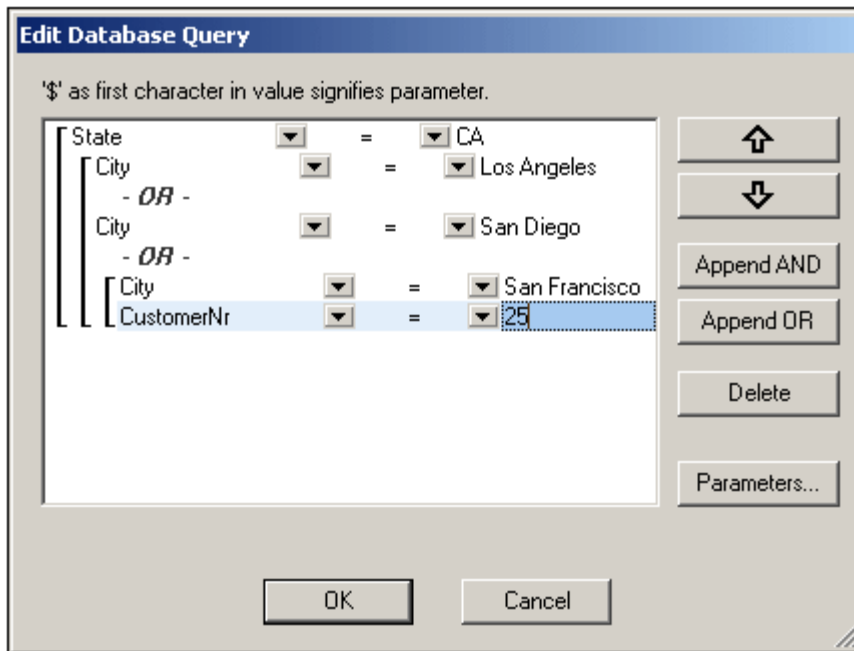 Edit Database Query
'$' as first character in value signifies parameter.
State = CA
City = Los Angeles
- OR -
City = San Diego
- OR -
City = San Francisco
CustomerNr = 25
Append AND
Append OR
Delete
Parameters...
OK Cancel